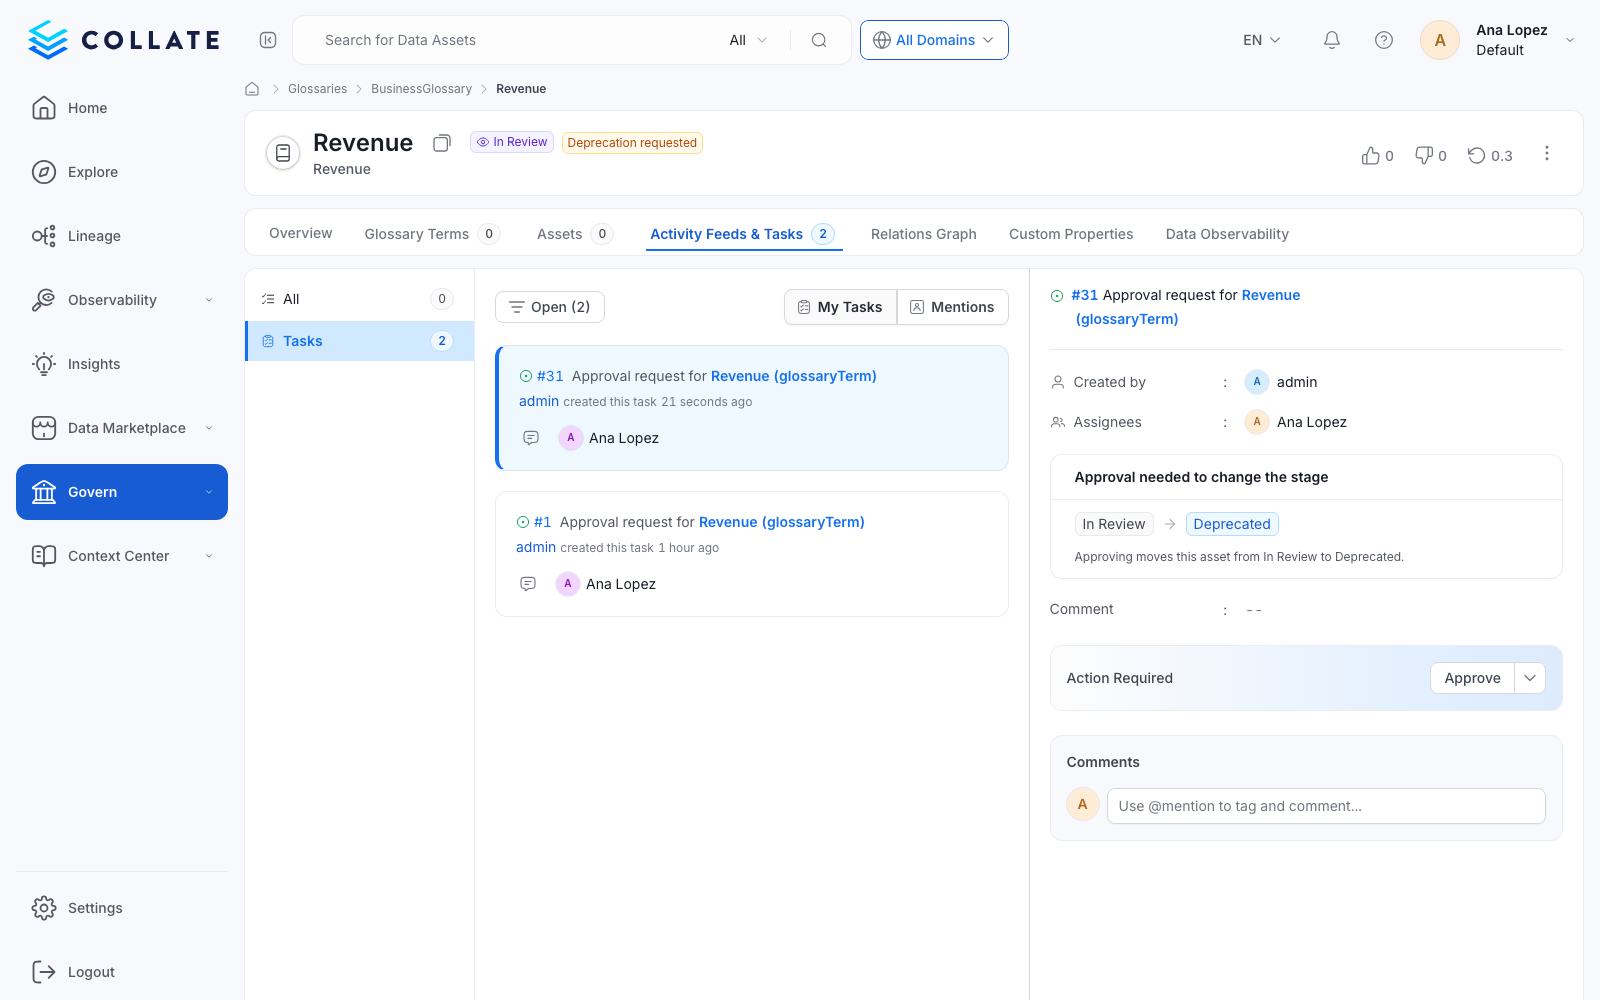 COLLATE
Search for Data Assets
All
All Domains
EN
A
Ana Lopez
Default
Home
Explore
Lineage
Observability
Insights
Data Marketplace
Govern
Context Center
Settings
Logout
Glossaries
BusinessGlossary
Revenue
Revenue
In Review
Deprecation requested
Revenue
0
0
0.3
Overview
Glossary Terms 0
Assets 0
Activity Feeds & Tasks 2
Relations Graph
Custom Properties
Data Observability
All 0
Tasks 2
Open (2)
My Tasks
Mentions
#31 Approval request for Revenue (glossaryTerm)
admin created this task 21 seconds ago
A Ana Lopez
#1 Approval request for Revenue (glossaryTerm)
admin created this task 1 hour ago
A Ana Lopez
#31 Approval request for Revenue
(glossaryTerm)
Created by : A admin
Assignees : A Ana Lopez
Approval needed to change the stage
In Review → Deprecated
Approving moves this asset from In Review to Deprecated.
Comment : --
Action Required
Approve
Comments
A
Use @mention to tag and comment...